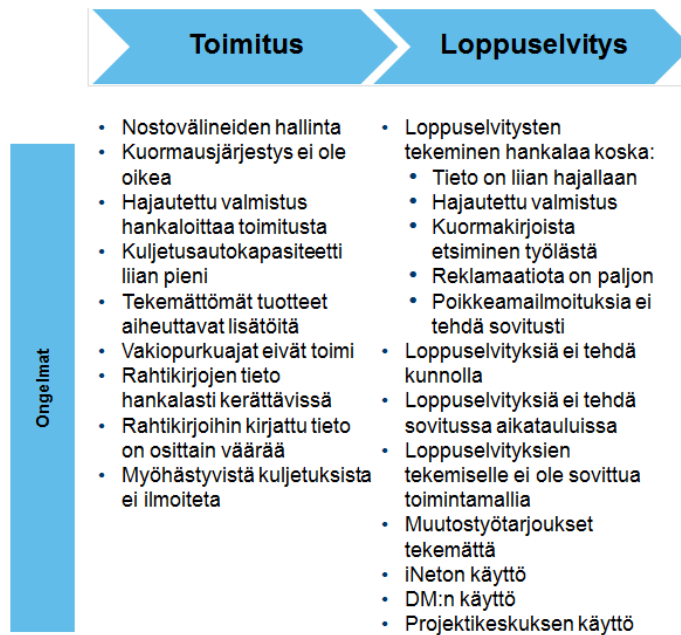 Toimitus
Loppuselvitys
Ongelmat
• Nostovälineiden hallinta
• Kuormausjärjestys ei ole
oikea
• Hajautettu valmistus
hankaloittaa toimitusta
• Kuljetusautokapasiteetti
liian pieni
• Tekemättömät tuotteet
aiheuttavat lisätöitä
• Vakiopurkuajat eivät toimi
• Rahtikirjojen tieto
hankalasti kerättävissä
• Rahtikirjoihin kirjattu tieto
on osittain väärää
• Myöhästyvistä kuljetuksista
ei ilmoiteta
• Loppuselvitysten
tekeminen hankalaa koska:
• Tieto on liian hajallaan
• Hajautettu valmistus
• Kuormakirjoista
etsiminen työlästä
• Reklamaatiota on paljon
• Poikkeamailmoituksia ei
tehdä sovitusti
• Loppuselvityksiä ei tehdä
kunnolla
• Loppuselvityksiä ei tehdä
sovitussa aikatauluissa
• Loppuselvityksien
tekemiselle ei ole sovittua
toimintamallia
• Muutostyötarjoukset
tekemättä
• iNeton käyttö
• DM:n käyttö
• Projektikeskuksen käyttö